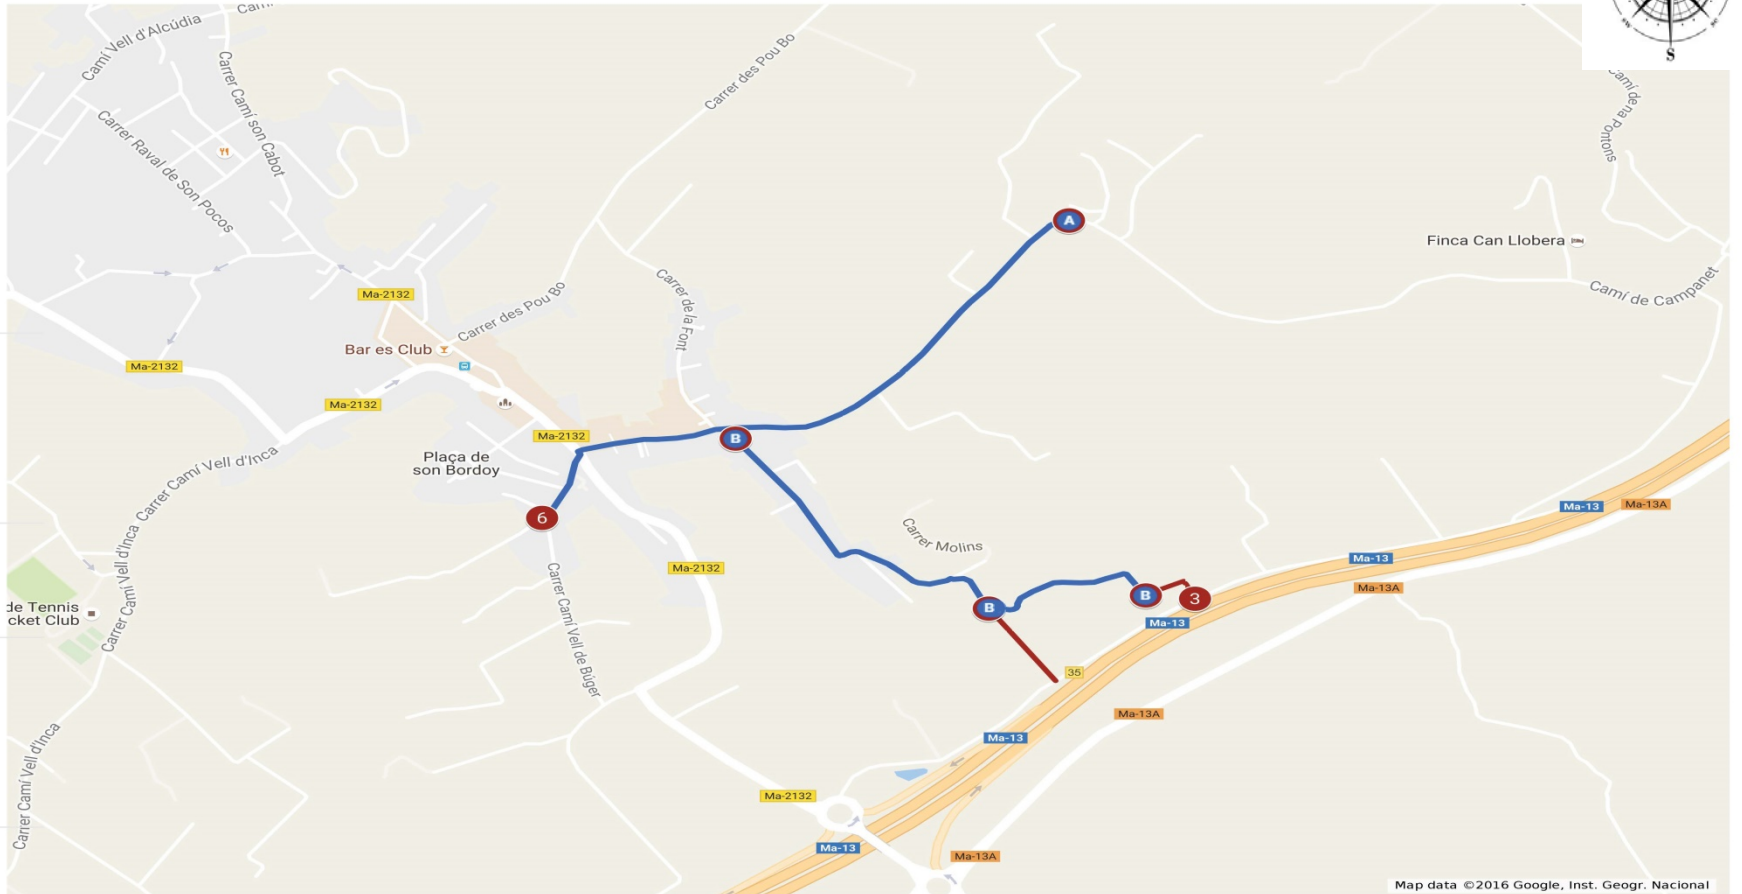 Camí
Camí Vell d'Alcúdia
Carrer Camí son Cabot
Carrer Raval de Son Pocos
Carrer des Pou Bo
S
Camí de na Pontons
A
Finca Can Llobera
Camí de Campanet
Ma-2132
Carrer des Pou Bo
Carrer de la Font
Bar es Club
Ma-2132
Ma-2132
Ma-2132
B
Plaça de
son Bordoy
Carrer Camí Vell d'Inca
6
Ma-13
Ma-13A
Carrer Molins
Ma-13
Ma-13A
Ma-2132
Carrer Camí Vell d'Inca
de Tennis
cket Club
Carrer Camí Vell de Búger
B
B
3
Ma-13
35
Ma-13A
Ma-13
Carrer Camí Vell d'Inca
Ma-2132
Ma-13
Ma-13A
Map data ©2016 Google, Inst. Geogr. Nacional